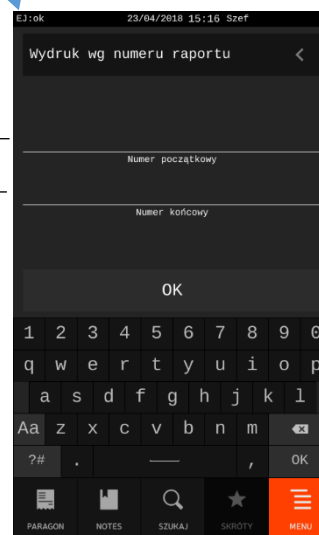 EJ:ok 23/04/2018 15:16 Szef
Wydruk wg numeru raportu
Numer początkowy
Numer końcowy
OK
1 2 3 4 5 6 7 8 9 0
q w e r t y u i o p
a s d f g h j k l
Aa z x c v b n m
?# . , OK
PARAGON NOTES SZUKAJ SKRÓTY MENU